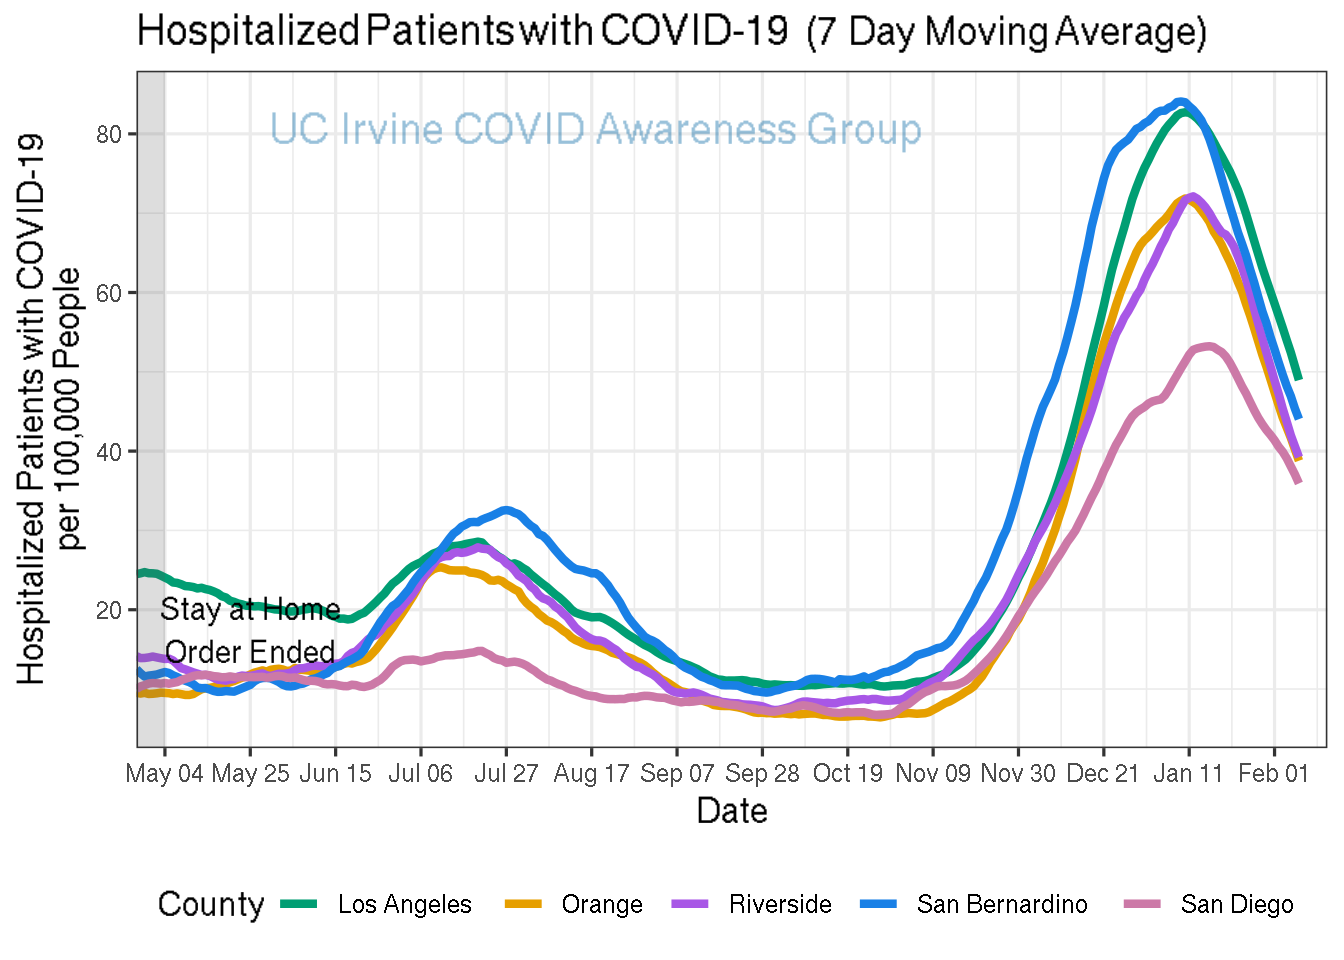 Hospitalized Patients with COVID-19 (7 Day Moving Average)
UC Irvine COVID Awareness Group
Hospitalized Patients with COVID-19
per 100,000 People
80
60
40
20
Stay at Home
Order Ended
May 04 May 25 Jun 15 Jul 06 Jul 27 Aug 17 Sep 07 Sep 28 Oct 19 Nov 09 Nov 30 Dec 21 Jan 11 Feb 01
Date
County Los Angeles Orange Riverside San Bernardino San Diego